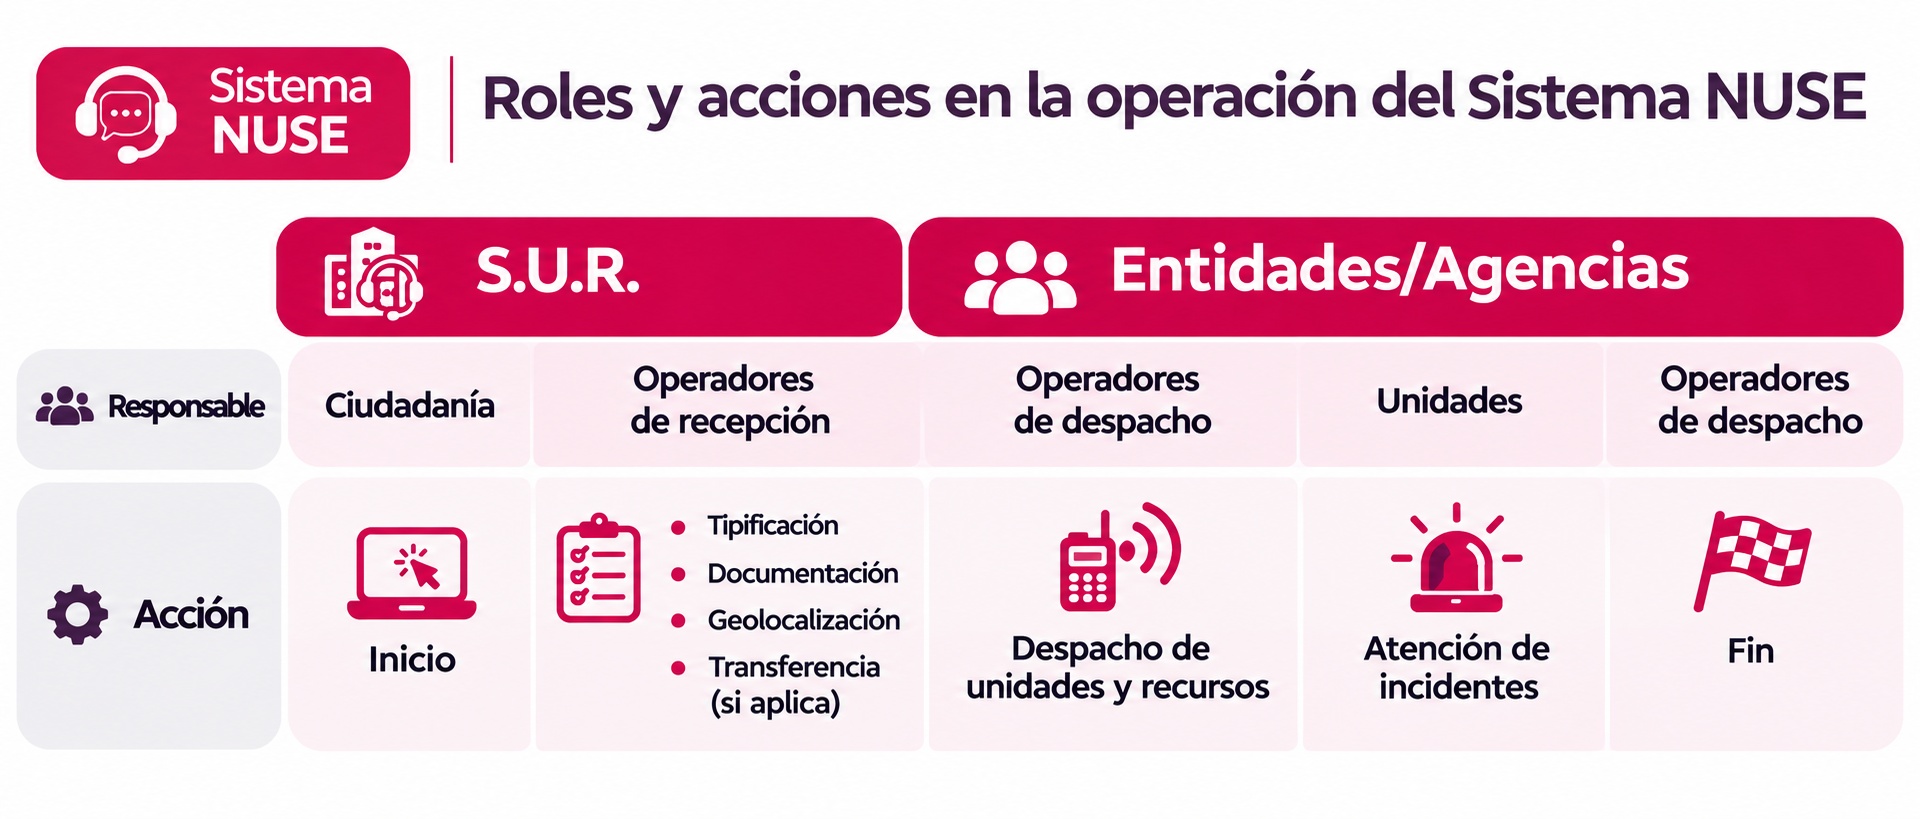 Sistema
NUSE
Roles y acciones en la operación del Sistema NUSE
S.U.R.
Entidades/Agencias
Responsable
Ciudadanía
Operadores
de recepción
Operadores
de despacho
Unidades
Operadores
de despacho
Acción
Inicio
Tipificación
Documentación
Geolocalización
Transferencia
(si aplica)
Despacho de
unidades y recursos
Atención de
incidentes
Fin